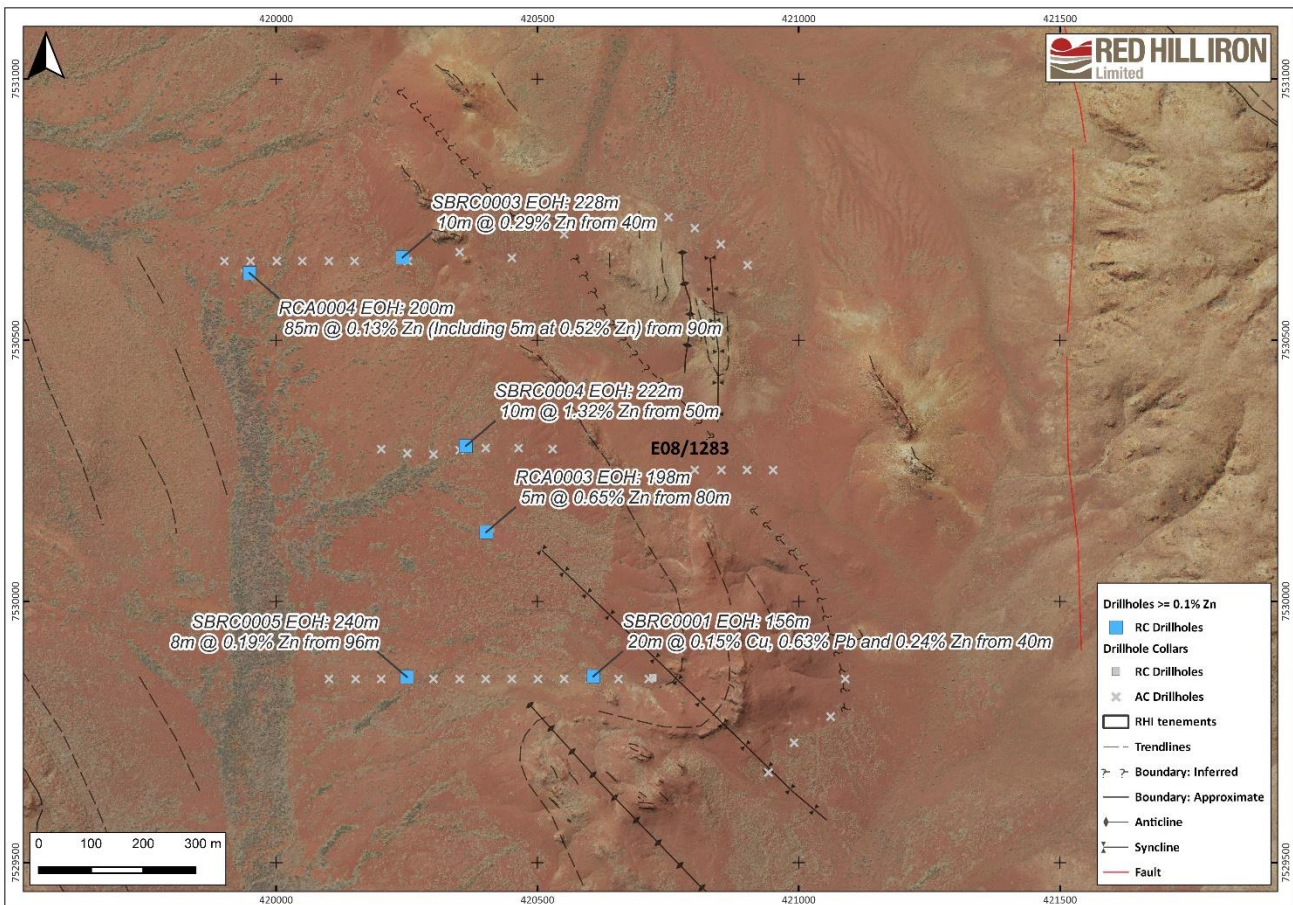 420000
420500
421000
421500
7531000
7531000
RED HILL IRON
Limited
SBRC0003 EOH: 228m
10m @ 0.29% Zn from 40m
RCA0004 EOH: 200m
85m @ 0.13% Zn (Including 5m at 0.52% Zn) from 90m
7530500
7530500
SBRC0004 EOH: 222m
10m @ 1.32% Zn from 50m
E08/1283
RCA0003 EOH: 198m
5m @ 0.65% Zn from 80m
7530000
7530000
SBRC0005 EOH: 240m
8m @ 0.19% Zn from 96m
SBRC0001 EOH: 156m
20m @ 0.15% Cu, 0.63% Pb and 0.24% Zn from 40m
Drillholes >= 0.1% Zn
RC Drillholes
Drillhole Collars
RC Drillholes
AC Drillholes
RHI tenements
Trendlines
Boundary: Inferred
Boundary: Approximate
Anticline
Syncline
Fault
0 100 200 300 m
7529500
7529500
420000
420500
421000
421500